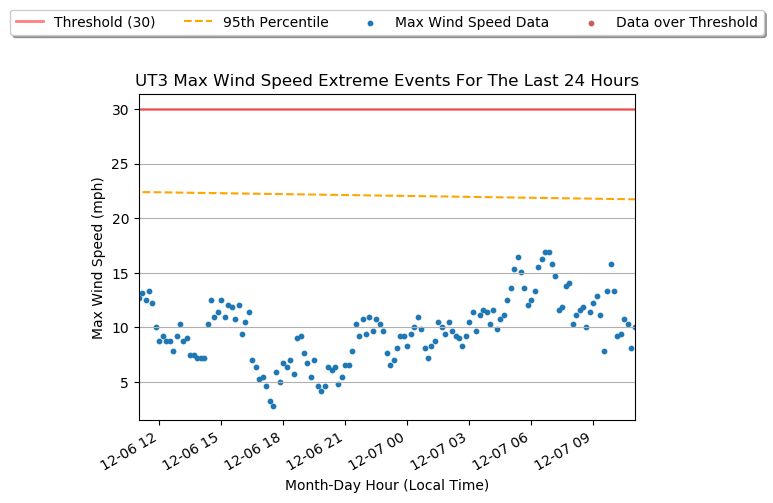 Threshold (30) 95th Percentile Max Wind Speed Data Data over Threshold
UT3 Max Wind Speed Extreme Events For The Last 24 Hours
Max Wind Speed (mph)
30
25
20
15
10
5
12-06 12 12-06 15 12-06 18 12-06 21 12-07 00 12-07 03 12-07 06 12-07 09
Month-Day Hour (Local Time)